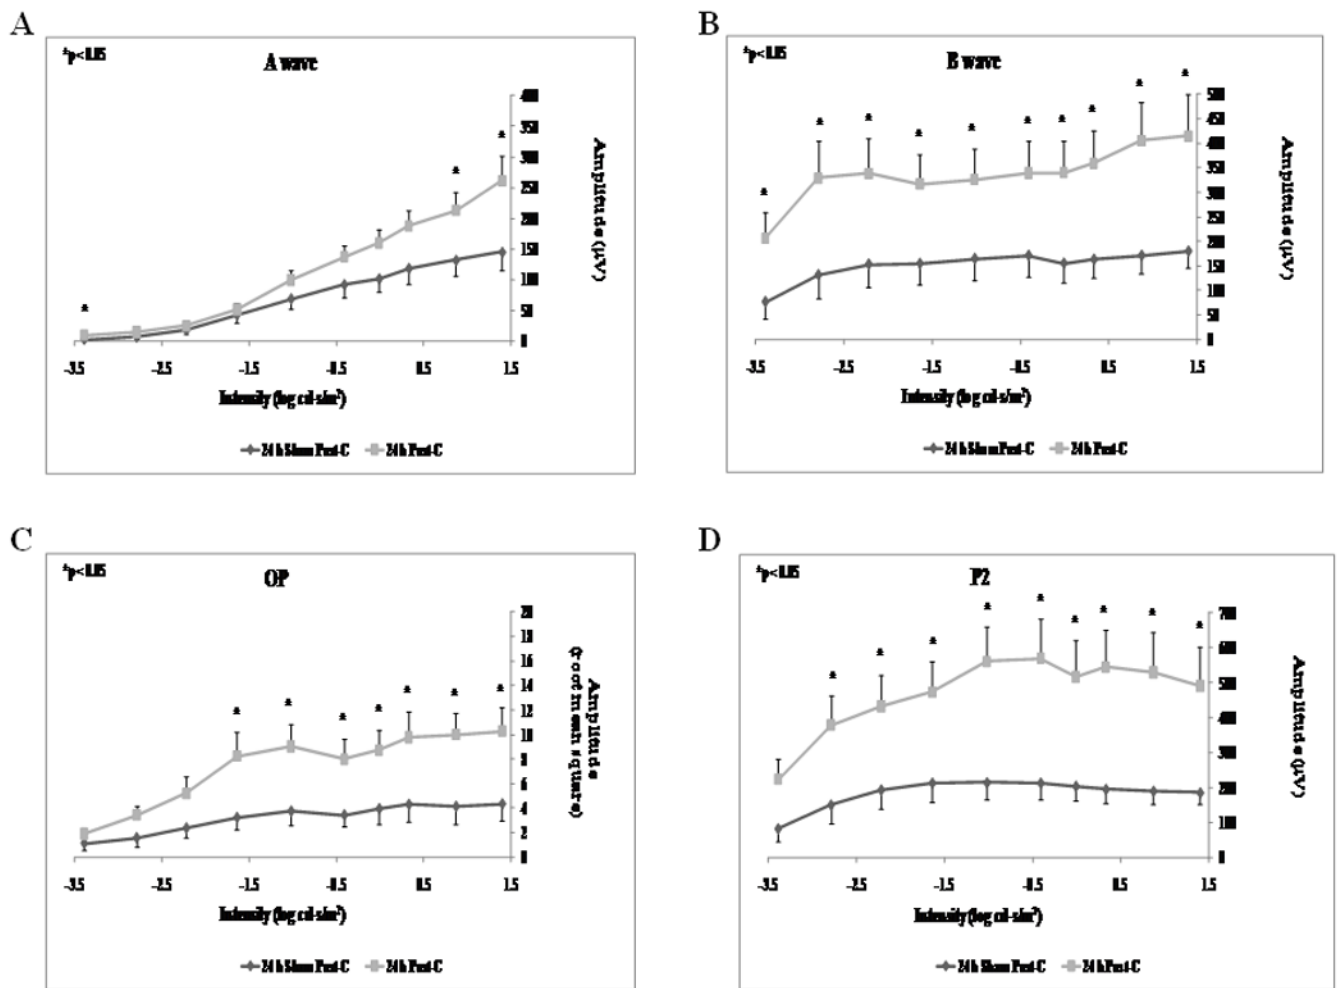 A
*p< 0.05
A wave
400
350
300
250
200
150
100
50
0
Amplitude (µV)
-3.5 -2.5 -1.5 -0.5 0.5 1.5
Intensity (log cd-s/m²)
24 h Sham Post-C 24 h Post-C
B
*p< 0.05
B wave
500
450
400
350
300
250
200
150
100
50
0
Amplitude (µV)
-3.5 -2.5 -1.5 -0.5 0.5 1.5
Intensity (log cd-s/m²)
24 h Sham Post-C 24 h Post-C
C
*p< 0.05
OP
20
18
16
14
12
10
8
6
4
2
0
Amplitude
(root mean square)
-3.5 -2.5 -1.5 -0.5 0.5 1.5
Intensity (log cd-s/m²)
24 h Sham Post-C 24 h Post-C
D
*p< 0.05
P2
700
600
500
400
300
200
100
0
Amplitude (µV)
-3.5 -2.5 -1.5 -0.5 0.5 1.5
Intensity (log cd-s/m²)
24 h Sham Post-C 24 h Post-C